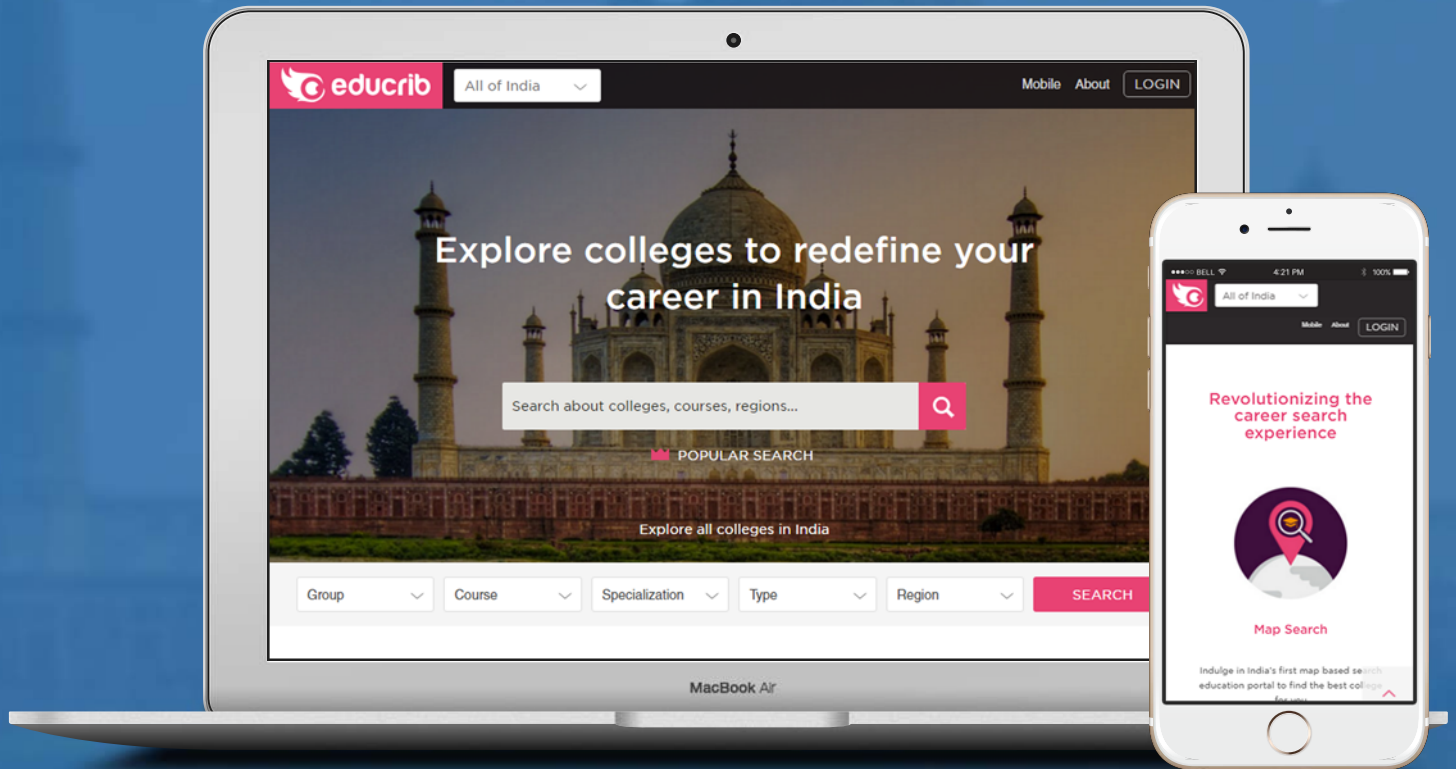 educrib
All of India
Mobile About LOGIN
Explore colleges to redefine your
career in India
Search about colleges, courses, regions...
POPULAR SEARCH
Explore all colleges in India
Group Course Specialization Type Region SEARCH
MacBook Air
BELL 4:21 PM 100%
All of India
Mobile About LOGIN
Revolutionizing the
career search
experience
Map Search
Indulge in India's first map based search
education portal to find the best college
for you